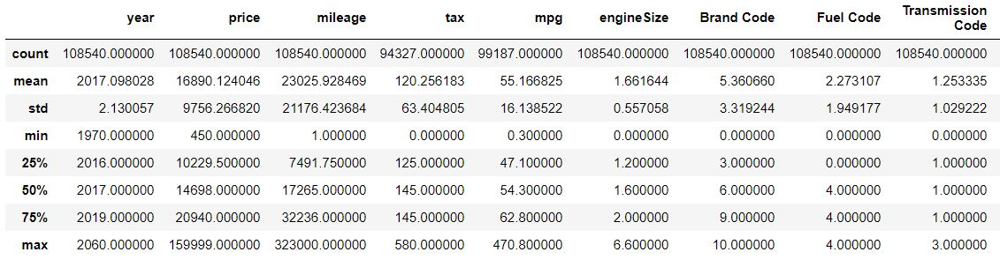 year price mileage tax mpg engineSize Brand Code Fuel Code Transmission Code
count 108540.000000 108540.000000 108540.000000 94327.000000 99187.000000 108540.000000 108540.000000 108540.000000 108540.000000
mean 2017.098028 16890.124046 23025.928469 120.256183 55.166825 1.661644 5.360660 2.273107 1.253335
std 2.130057 9756.266820 21176.423684 63.404805 16.138522 0.557058 3.319244 1.949177 1.029222
min 1970.000000 450.000000 1.000000 0.000000 0.300000 0.000000 0.000000 0.000000 0.000000
25% 2016.000000 10229.500000 7491.750000 125.000000 47.100000 1.200000 3.000000 0.000000 1.000000
50% 2017.000000 14698.000000 17265.000000 145.000000 54.300000 1.600000 6.000000 4.000000 1.000000
75% 2019.000000 20940.000000 32236.000000 145.000000 62.800000 2.000000 9.000000 4.000000 1.000000
max 2060.000000 159999.000000 323000.000000 580.000000 470.800000 6.600000 10.000000 4.000000 3.000000